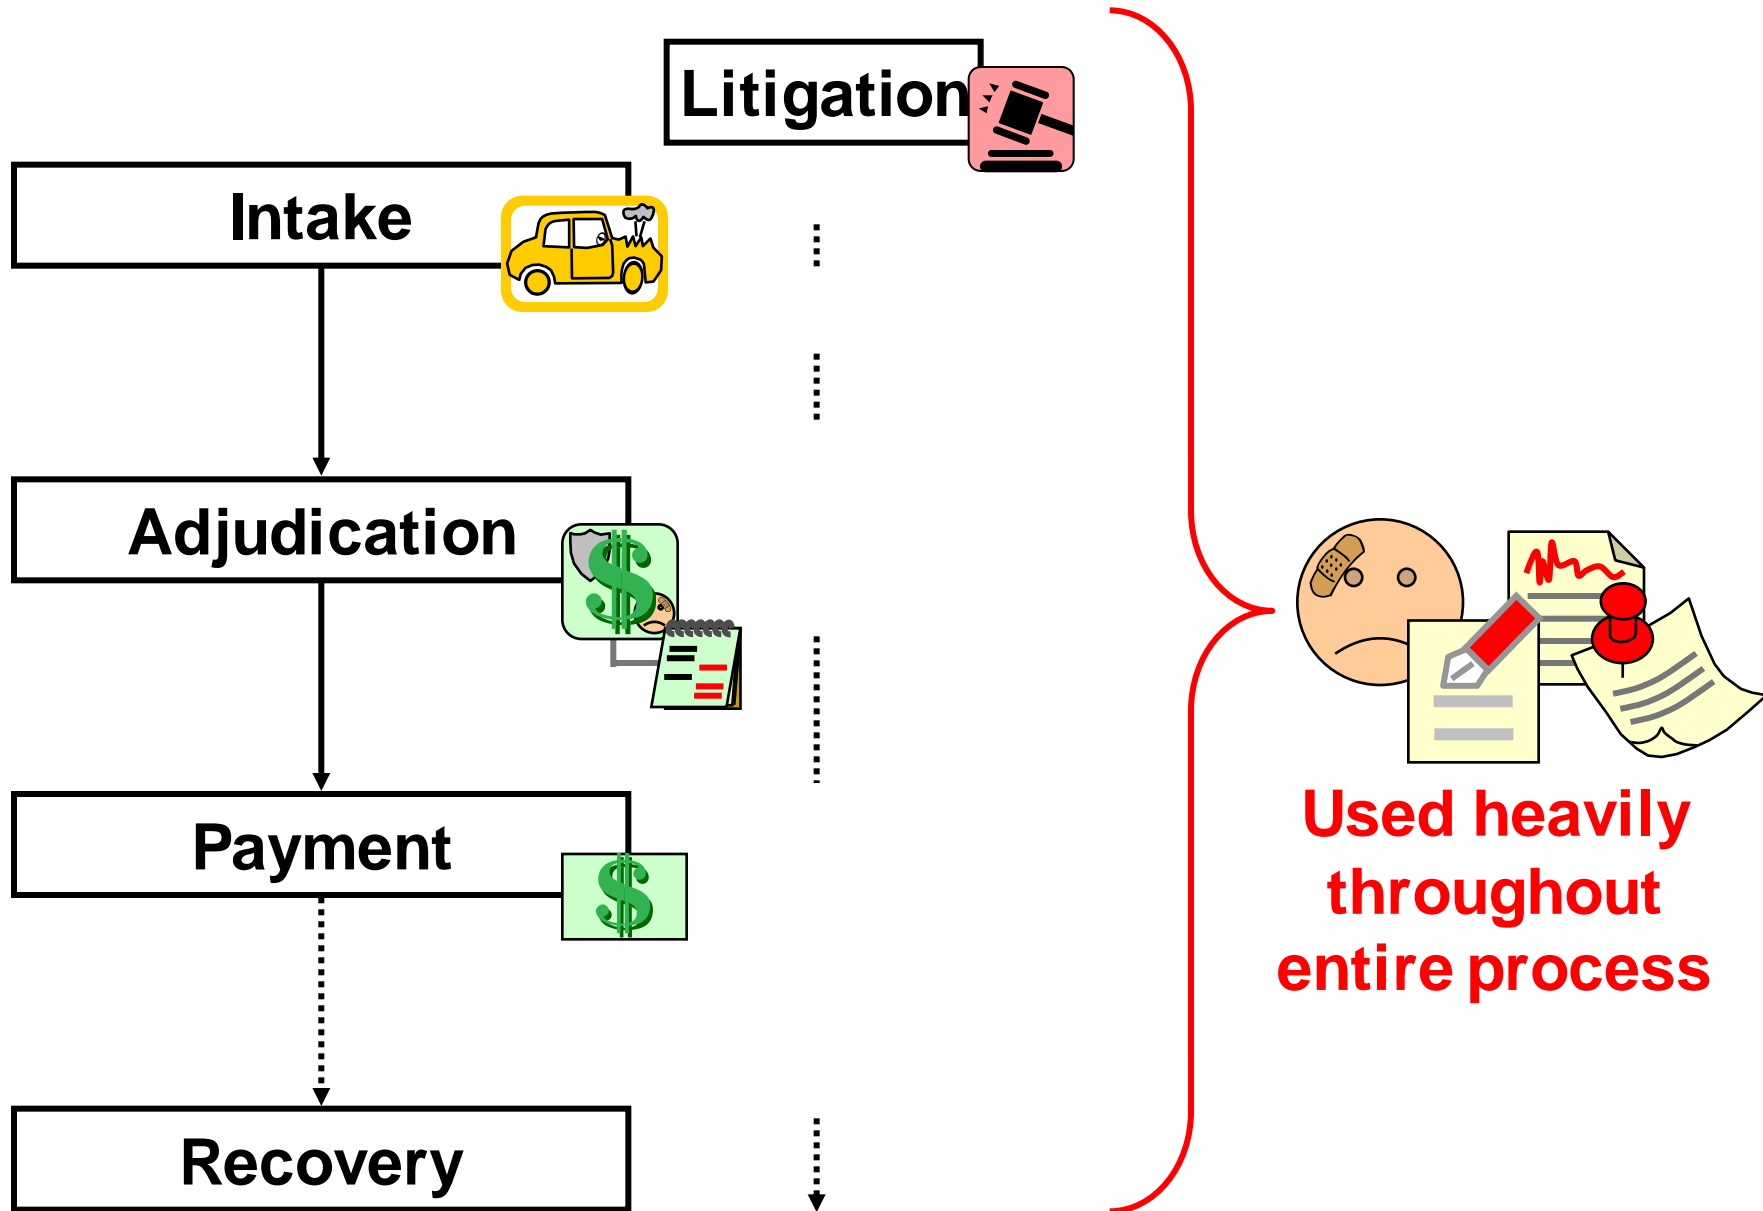 Litigation
Intake
Adjudication
Payment
Recovery
Used heavily
throughout
entire process